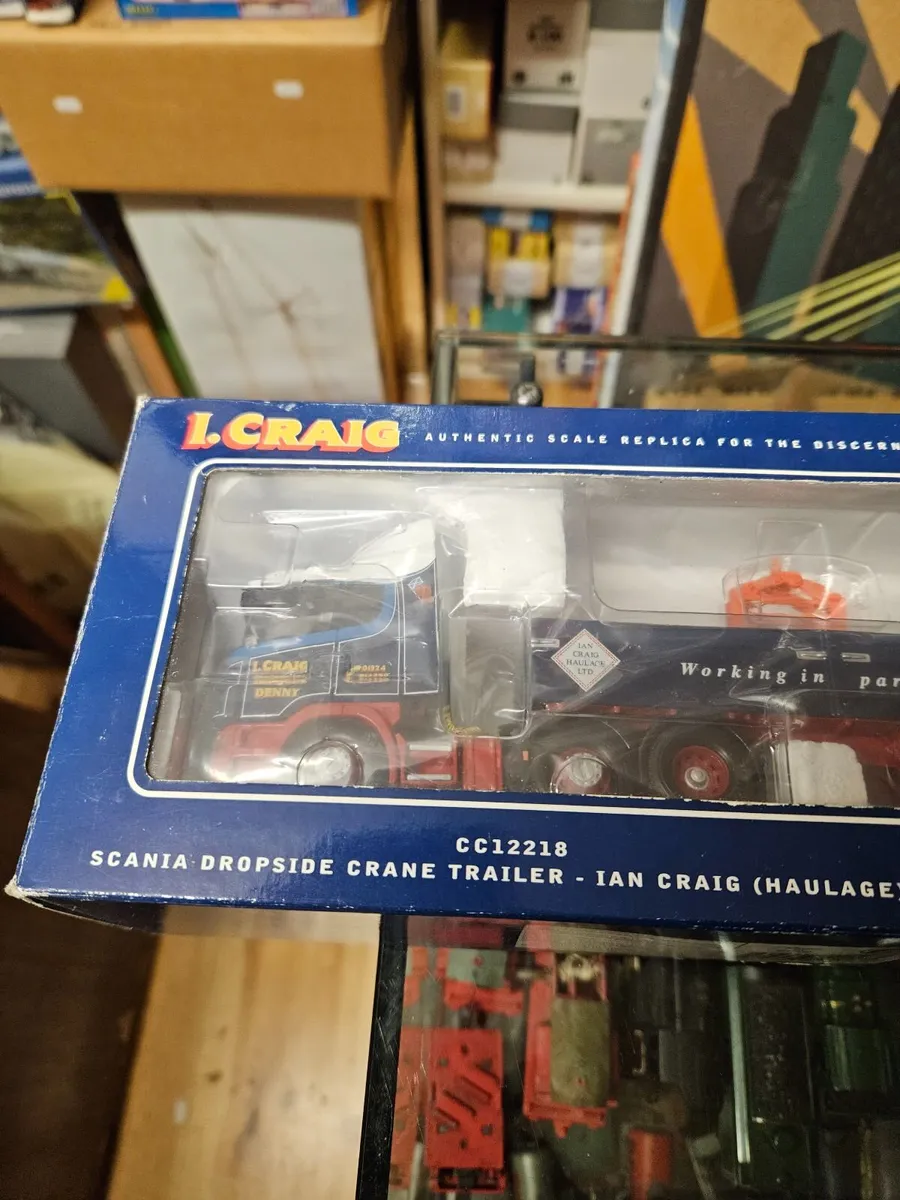 I. CRAIG AUTHENTIC SCALE REPLICA FOR THE DISCERN
I. CRAIG
DENNY
IAN
CRAIG
HAULAGE
LTD.
Working in par
CC12218
SCANIA DROPSIDE CRANE TRAILER - IAN CRAIG (HAULAGE)